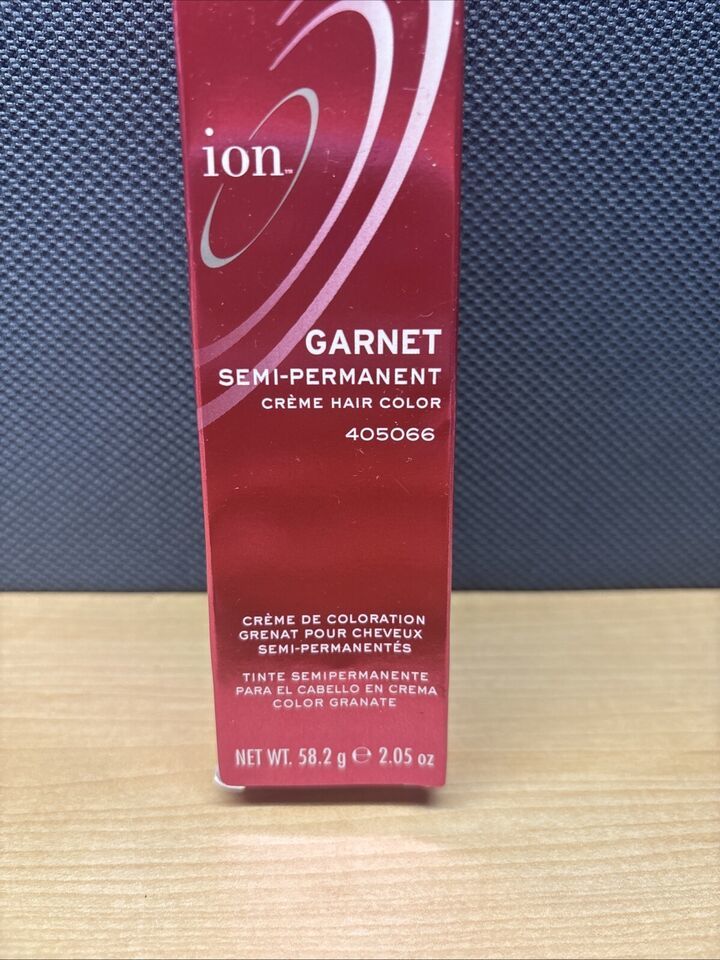 ion™
GARNET
SEMI-PERMANENT
CRÈME HAIR COLOR
405066
CRÈME DE COLORATION
GRENAT POUR CHEVEUX
SEMI-PERMANENTÉS
TINTE SEMIPERMANENTE
PARA EL CABELLO EN CREMA
COLOR GRANATE
NET WT. 58.2 g ℮ 2.05 oz